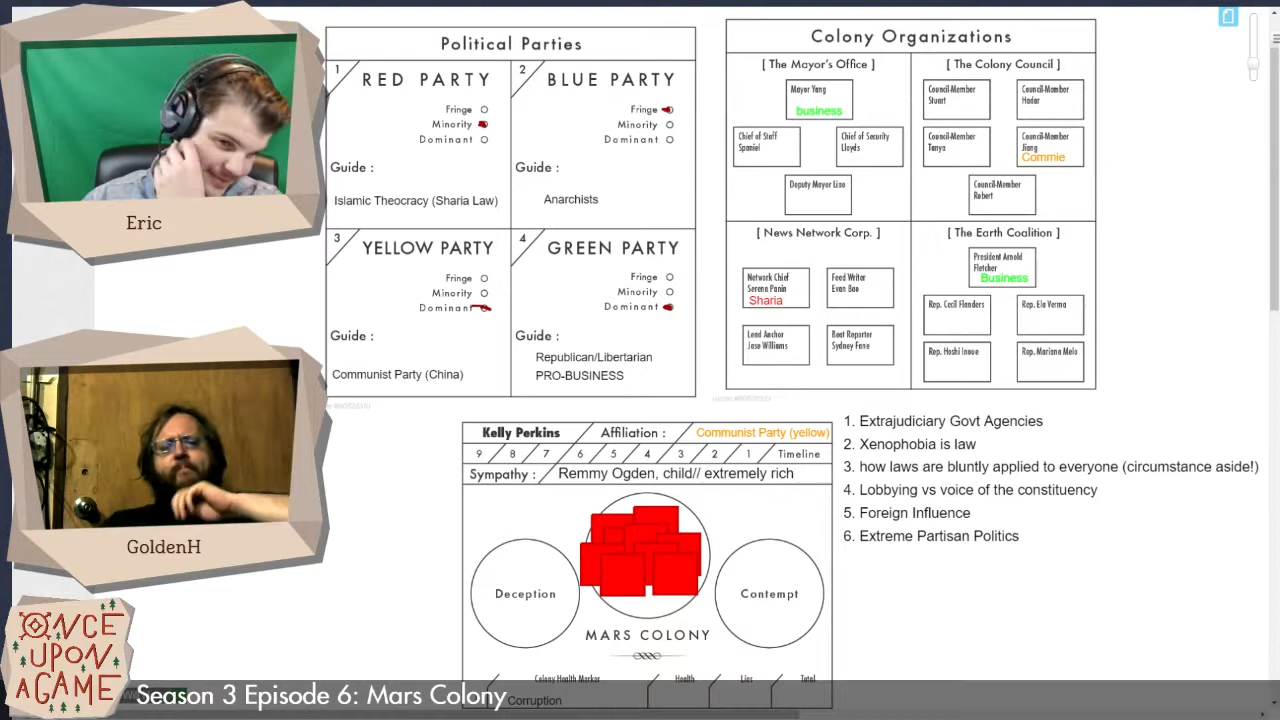 Eric
GoldenH
ONCE
UPON
A GAME
Season 3 Episode 6: Mars Colony
Political Parties
1
RED PARTY
Fringe
Minority
Dominant
Guide :
Islamic Theocracy (Sharia Law)
2
BLUE PARTY
Fringe
Minority
Dominant
Guide :
Anarchists
3
YELLOW PARTY
Fringe
Minority
Dominant
Guide :
Communist Party (China)
4
GREEN PARTY
Fringe
Minority
Dominant
Guide :
Republican/Libertarian
PRO-BUSINESS
Colony Organizations
[ The Mayor's Office ]
Mayor Yang
business
Chief of Staff
Spaniel
Chief of Security
Lloyds
Deputy Mayor Liao
[ The Colony Council ]
Council-Member
Stuart
Council-Member
Hadar
Council-Member
Tanya
Council-Member
Jiang
Commie
Council-Member
Robert
[ News Network Corp. ]
Network Chief
Serena Panin
Sharia
Feed Writer
Evan Bao
Lead Anchor
Jose Williams
Beat Reporter
Sydney Fane
[ The Earth Coalition ]
President Arnold
Fletcher
Business
Rep. Cecil Flanders
Rep. Ela Verma
Rep. Hoshi Inoue
Rep. Mariana Melo
Kelly Perkins
Affiliation :
Communist Party (yellow)
9 8 7 6 5 4 3 2 1 Timeline
Sympathy :
Remmy Ogden, child// extremely rich
Deception
Contempt
MARS COLONY
Colony Health Marker
Health
Lies
Total
Corruption
1. Extrajudiciary Govt Agencies
2. Xenophobia is law
3. how laws are bluntly applied to everyone (circumstance aside!)
4. Lobbying vs voice of the constituency
5. Foreign Influence
6. Extreme Partisan Politics